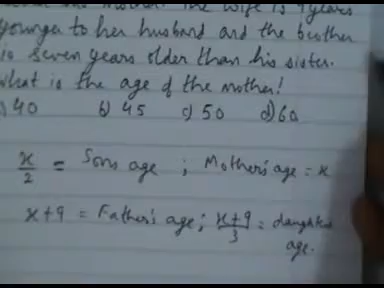 The wife is 9 years
younger to her husband and the brother
is seven years older than his sister.
What is the age of the mother!
40 b) 45 c) 50 d) 60
x/2 = Son's age ; Mother's age = x
x+9 = Father's age ; x+9/3 = daughter
age.